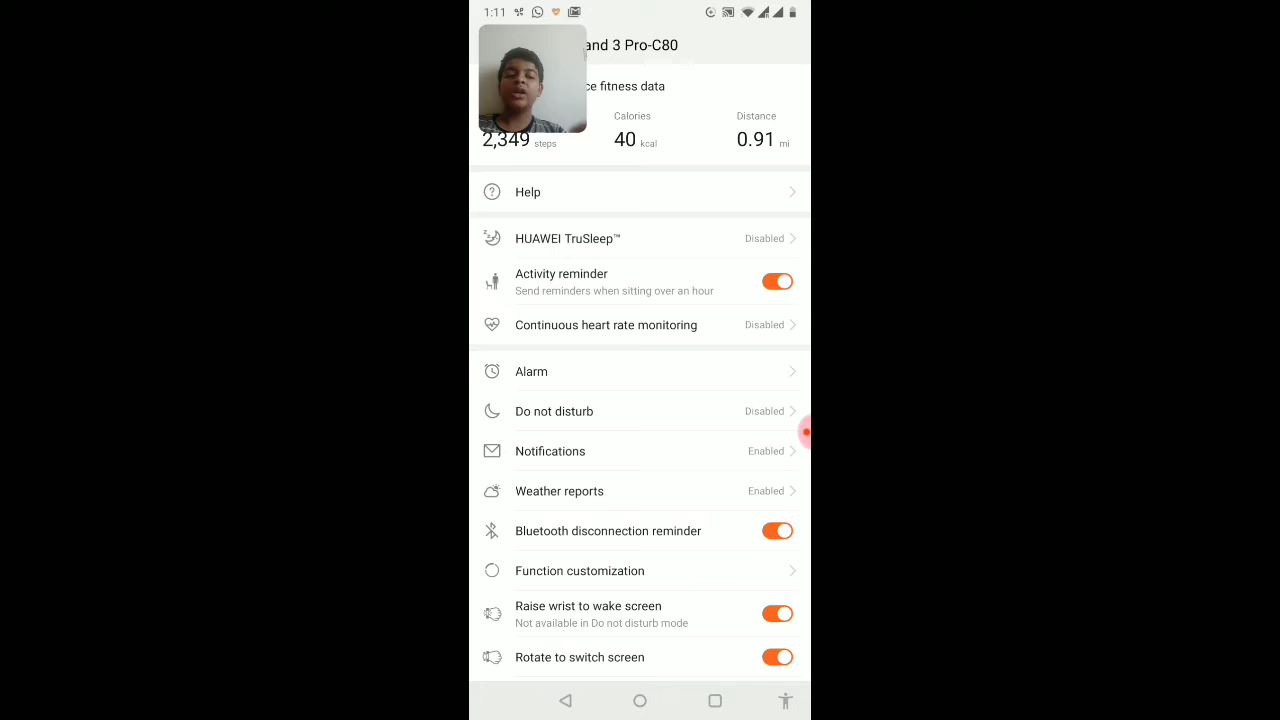 1:11
and 3 Pro-C80
ce fitness data
Calories
Distance
2,349 steps
40 kcal
0.91 mi
Help
HUAWEI TruSleep™
Disabled
Activity reminder
Send reminders when sitting over an hour
Continuous heart rate monitoring
Disabled
Alarm
Do not disturb
Disabled
Notifications
Enabled
Weather reports
Enabled
Bluetooth disconnection reminder
Function customization
Raise wrist to wake screen
Not available in Do not disturb mode
Rotate to switch screen